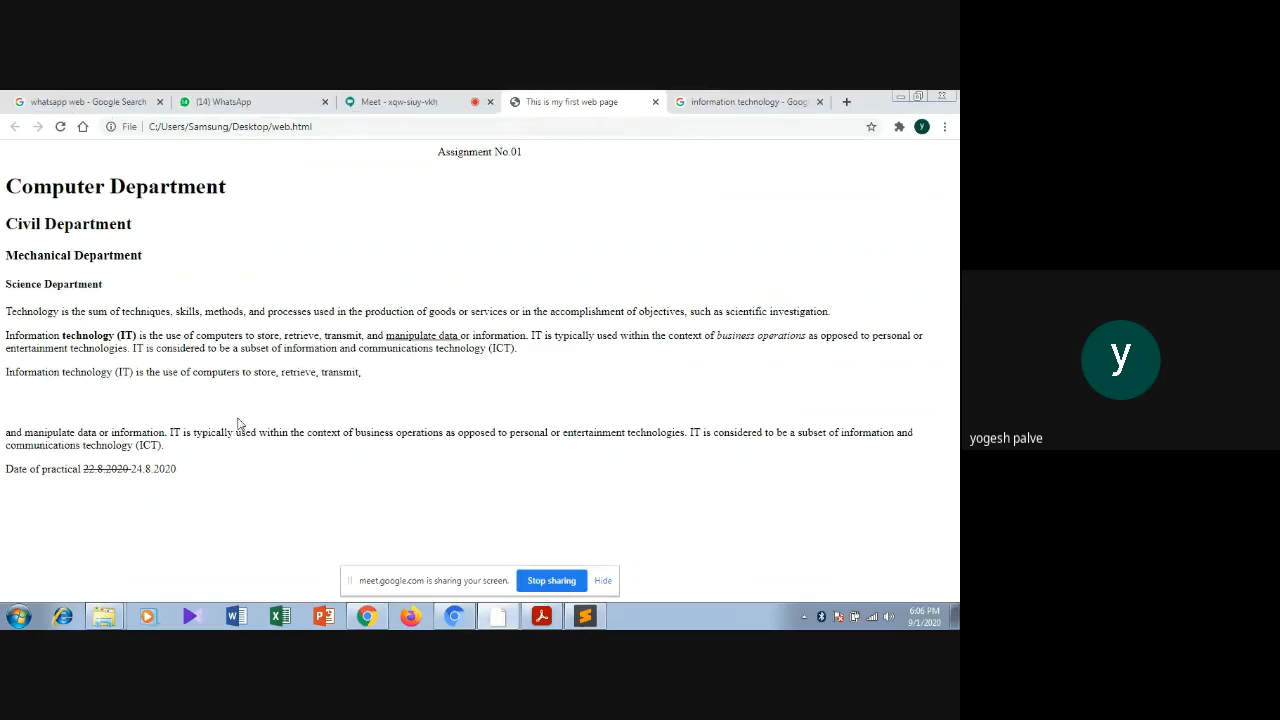 whatsapp web - Google Search
(14) WhatsApp
Meet - xqw-siuy-vkh
This is my first web page
information technology - Goog
File C:/Users/Samsung/Desktop/web.html
y
Assignment No.01
Computer Department
Civil Department
Mechanical Department
Science Department
Technology is the sum of techniques, skills, methods, and processes used in the production of goods or services or in the accomplishment of objectives, such as scientific investigation.
Information technology (IT) is the use of computers to store, retrieve, transmit, and manipulate data or information. IT is typically used within the context of business operations as opposed to personal or
entertainment technologies. IT is considered to be a subset of information and communications technology (ICT).
Information technology (IT) is the use of computers to store, retrieve, transmit,
and manipulate data or information. IT is typically used within the context of business operations as opposed to personal or entertainment technologies. IT is considered to be a subset of information and
communications technology (ICT).
Date of practical 22.8.2020 24.8.2020
meet.google.com is sharing your screen. Stop sharing Hide
6:06 PM
9/1/2020
y
yogesh palve